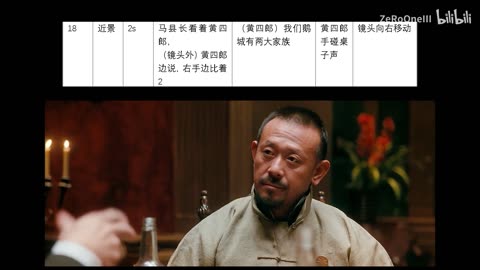 ZeRoOneIII bilibili
18 近景 2s 马县长看着黄四 （黄四郎）我们鹅 黄四郎 镜头向右移动
郎， 城有两大家族 手碰桌
（镜头外)黄四郎 子声
边说，右手边比着
2